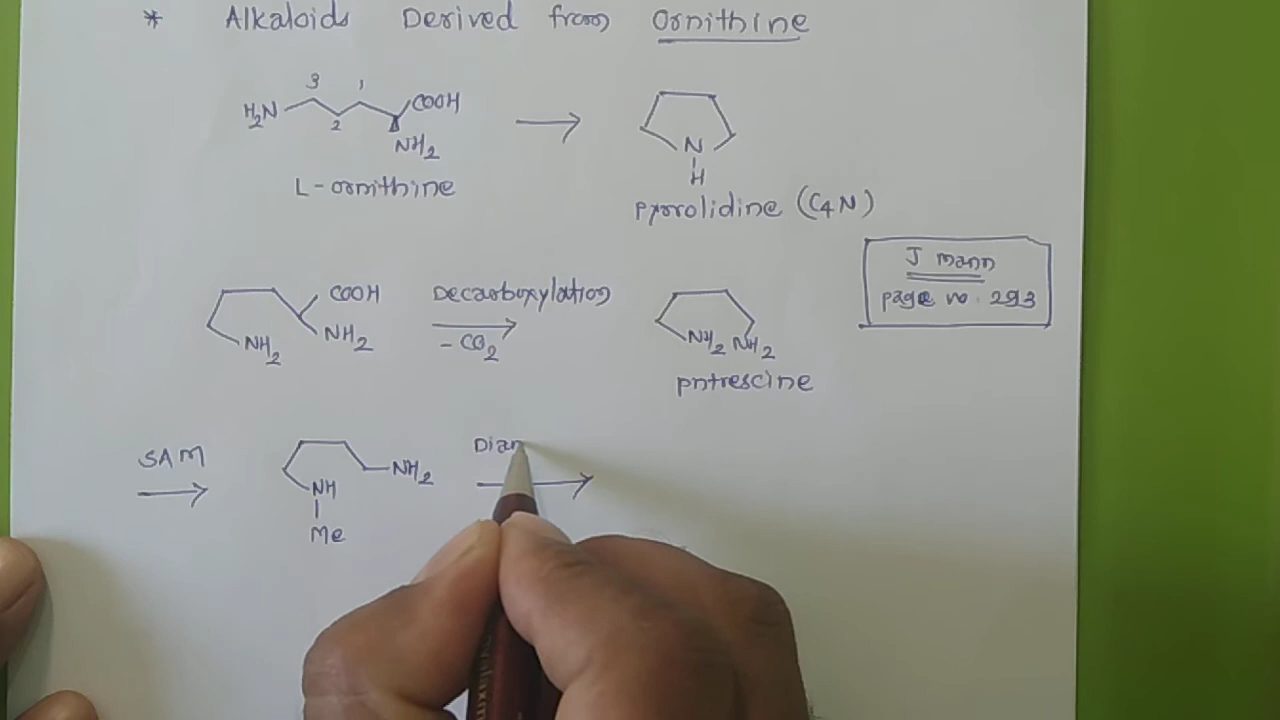 * Alkaloids Derived from Ornithine
3 1
H2N 2 COOH
NH2
L-ornithine
N
H
pyrrolidine (C4N)
J mann
page no. 293
COOH
NH2 NH2
Decarboxylation
- CO2
NH2 NH2
putrescine
SAM
NH2
NH
Me
Diam